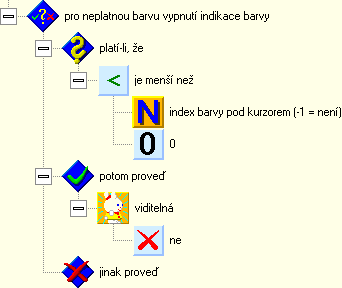 pro neplatnou barvu vypnutí indikace barvy
platí-li, že
< je menší než
N index barvy pod kurzorem (-1 = není)
0 0
potom proveď
viditelná
ne
jinak proveď